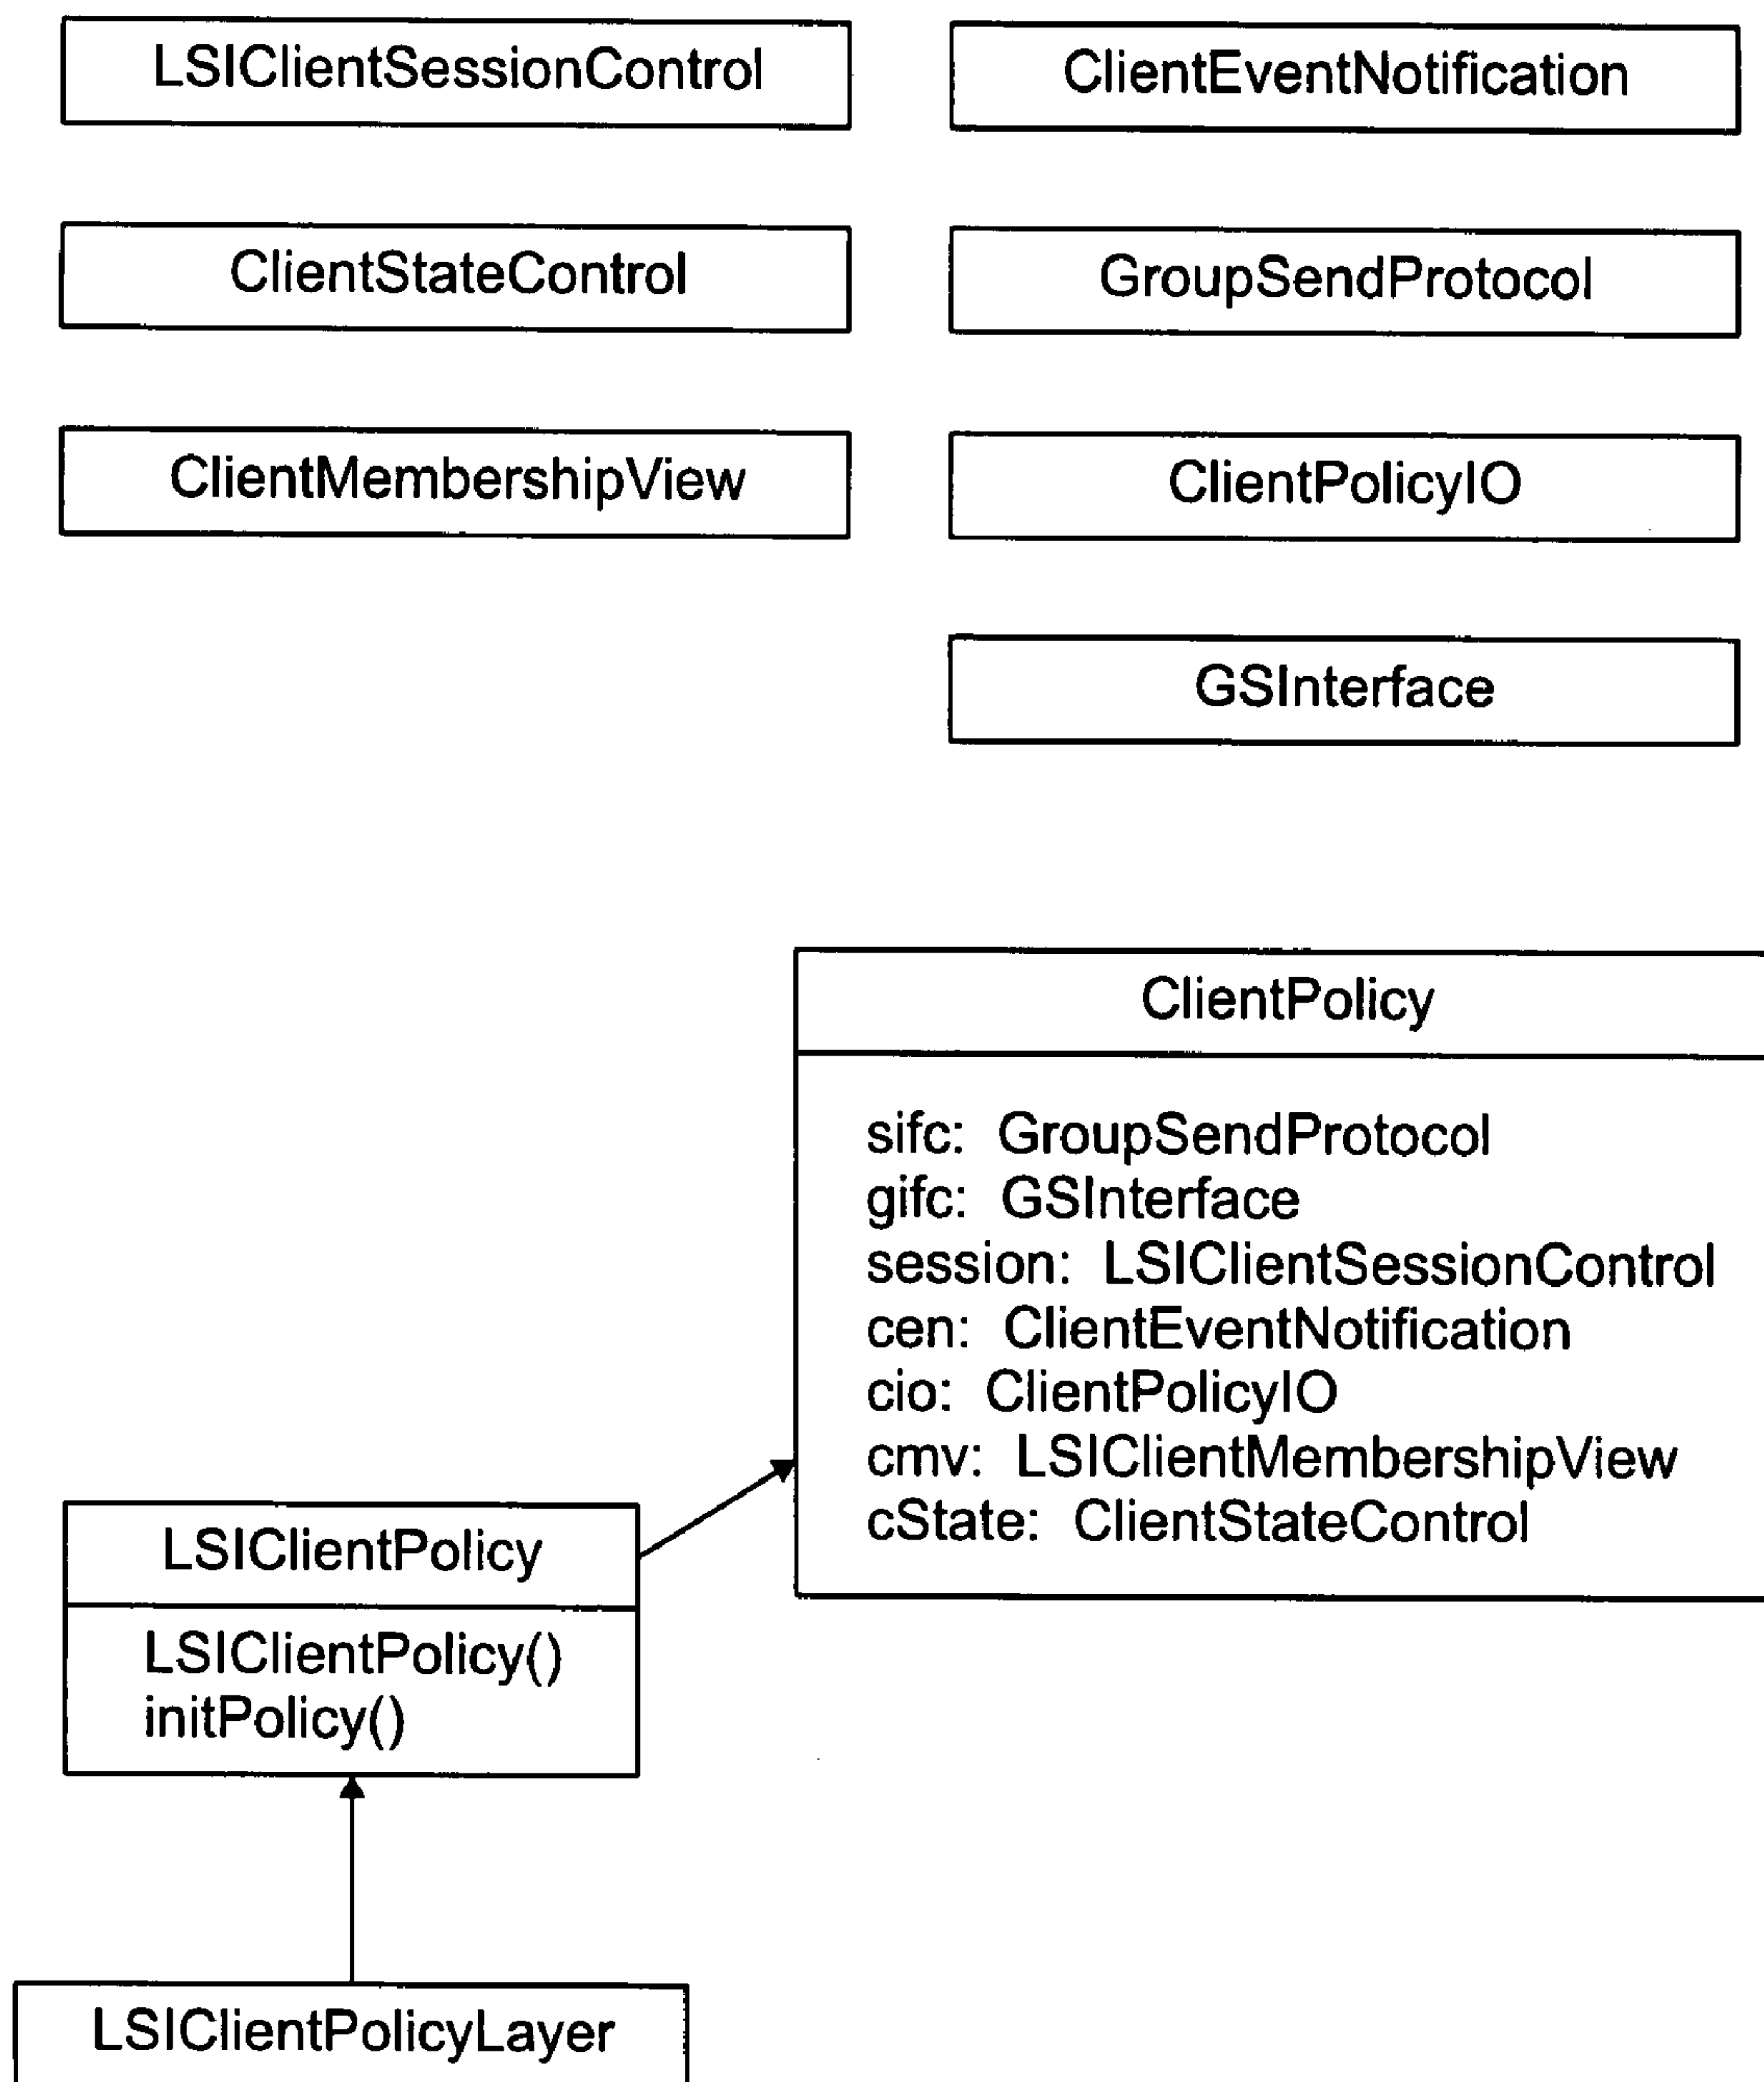 LSIClientSessionControl
ClientEventNotification
ClientStateControl
GroupSendProtocol
ClientMembershipView
ClientPolicyIO
GSInterface
ClientPolicy
sifc: GroupSendProtocol
gifc: GSInterface
session: LSIClientSessionControl
cen: ClientEventNotification
cio: ClientPolicyIO
cmv: LSIClientMembershipView
cState: ClientStateControl
LSIClientPolicy
LSIClientPolicy()
initPolicy()
LSIClientPolicyLayer